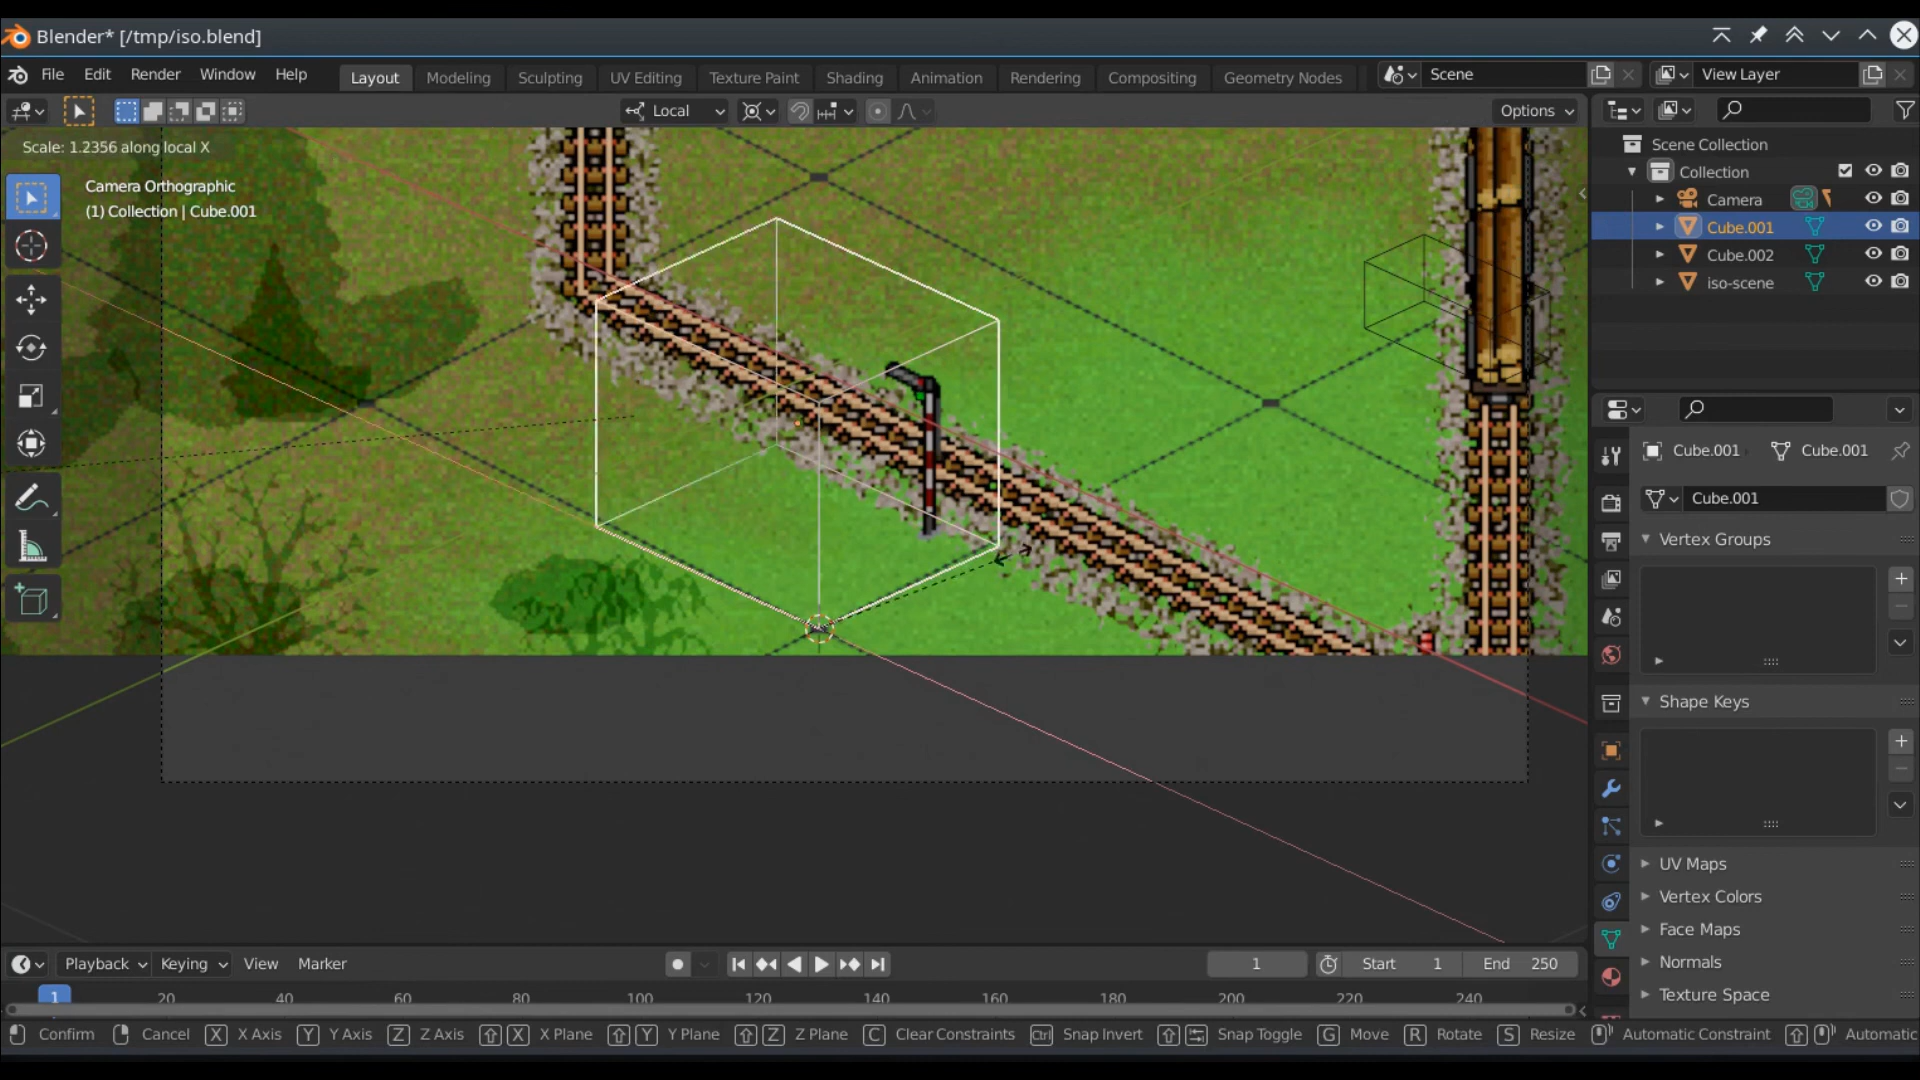 Blender* [/tmp/iso.blend]
File Edit Render Window Help Layout Modeling Sculpting UV Editing Texture Paint Shading Animation Rendering Compositing Geometry Nodes Scene View Layer
Local Options
Scale: 1.2356 along local X
Camera Orthographic
(1) Collection | Cube.001
Scene Collection
Collection
Camera
Cube.001
Cube.002
iso-scene
Cube.001 Cube.001
Cube.001
Vertex Groups
Shape Keys
UV Maps
Vertex Colors
Face Maps
Normals
Texture Space
Playback Keying View Marker 1 Start 1 End 250
1 20 40 60 80 100 120 140 160 180 200 220 240
Confirm Cancel X X Axis Y Y Axis Z Z Axis X X Plane Y Y Plane Z Z Plane C Clear Constraints Ctrl Snap Invert Snap Toggle G Move R Rotate S Resize Automatic Constraint Automatic